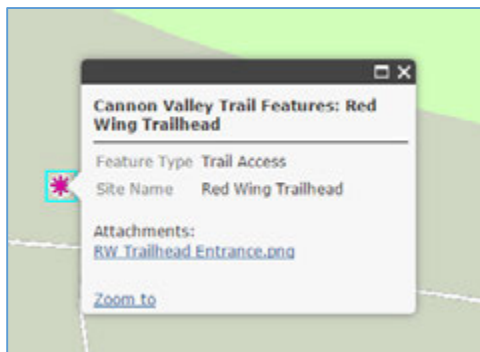 Cannon Valley Trail Features: Red
Wing Trailhead
Feature Type Trail Access
Site Name Red Wing Trailhead
Attachments:
RW Trailhead Entrance.png
Zoom to